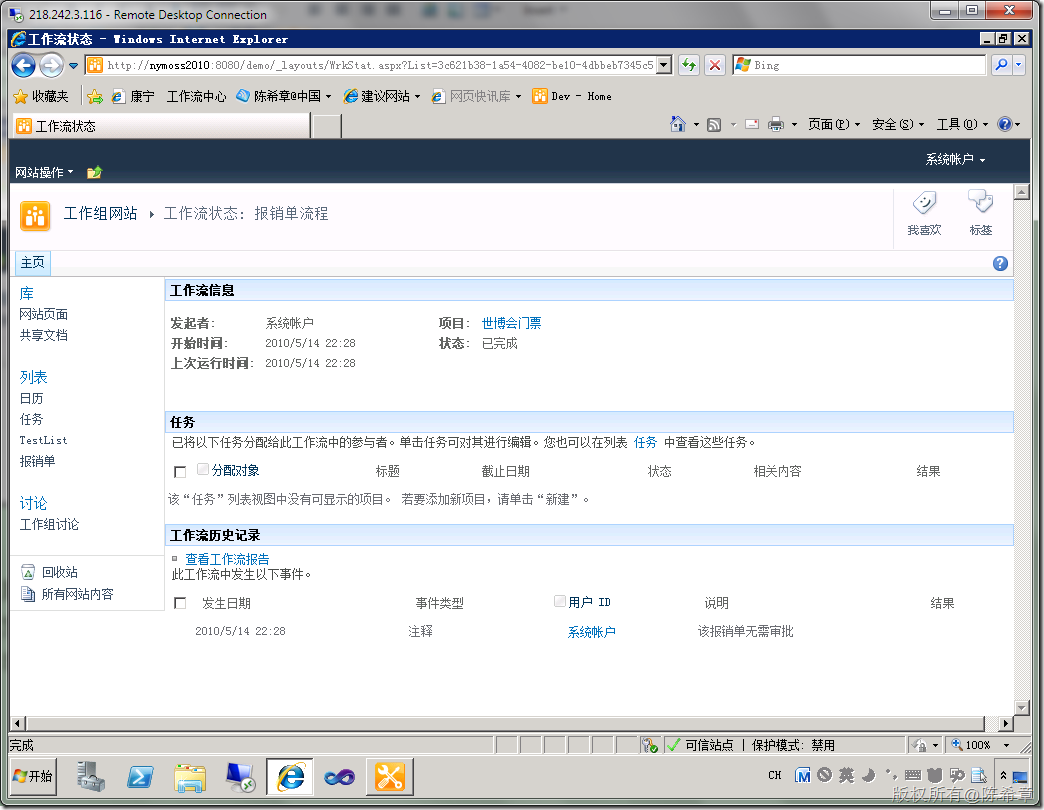 218.242.3.116 - Remote Desktop Connection
工作流状态 - Windows Internet Explorer
http://nymoss2010:8080/demo/_layouts/WrkStat.aspx?List=3c621b38-1a54-4082-be10-4dbbeb7345c5
Bing
收藏夹 康宁 工作流中心 陈希章@中国 建议网站 网页快讯库 Dev - Home
工作流状态
页面(P) 安全(S) 工具(O)
系统帐户
网站操作
工作组网站 工作流状态: 报销单流程
我喜欢 标签
主页
库
网站页面
共享文档
列表
日历
任务
TestList
报销单
讨论
工作组讨论
回收站
所有网站内容
工作流信息
发起者: 系统帐户 项目: 世博会门票
开始时间: 2010/5/14 22:28 状态: 已完成
上次运行时间: 2010/5/14 22:28
任务
已将以下任务分配给此工作流中的参与者。单击任务可对其进行编辑。您也可以在列表 任务 中查看这些任务。
分配对象 标题 截止日期 状态 相关内容 结果
该“任务”列表视图中没有可显示的项目。 若要添加新项目，请单击“新建”。
工作流历史记录
查看工作流报告
此工作流中发生以下事件。
发生日期 事件类型 用户 ID 说明 结果
2010/5/14 22:28 注释 系统帐户 该报销单无需审批
完成 可信站点 | 保护模式: 禁用 100%
开始 CH M 英
版权所有@陈希章